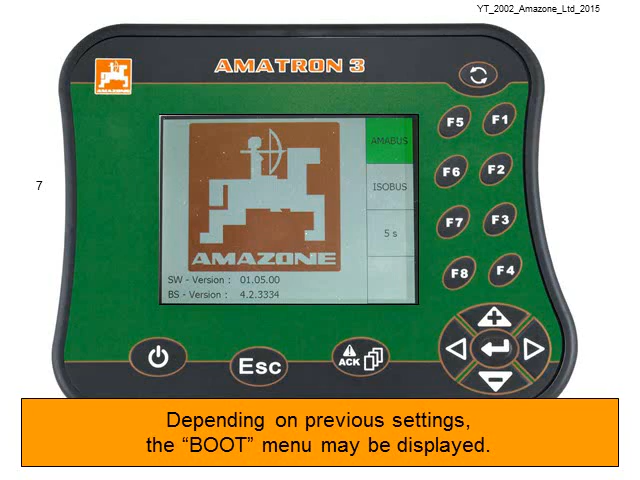 YT_2002_Amazone_Ltd_2015
AMATRON 3
AMAZONE
F5
F1
F6
F2
F7
F3
F8
F4
AMABUS
ISOBUS
5 s
AMAZONE
SW - Version : 01.05.00
BS - Version : 4.2.3334
7
Esc
ACK
Depending on previous settings,
the “BOOT” menu may be displayed.